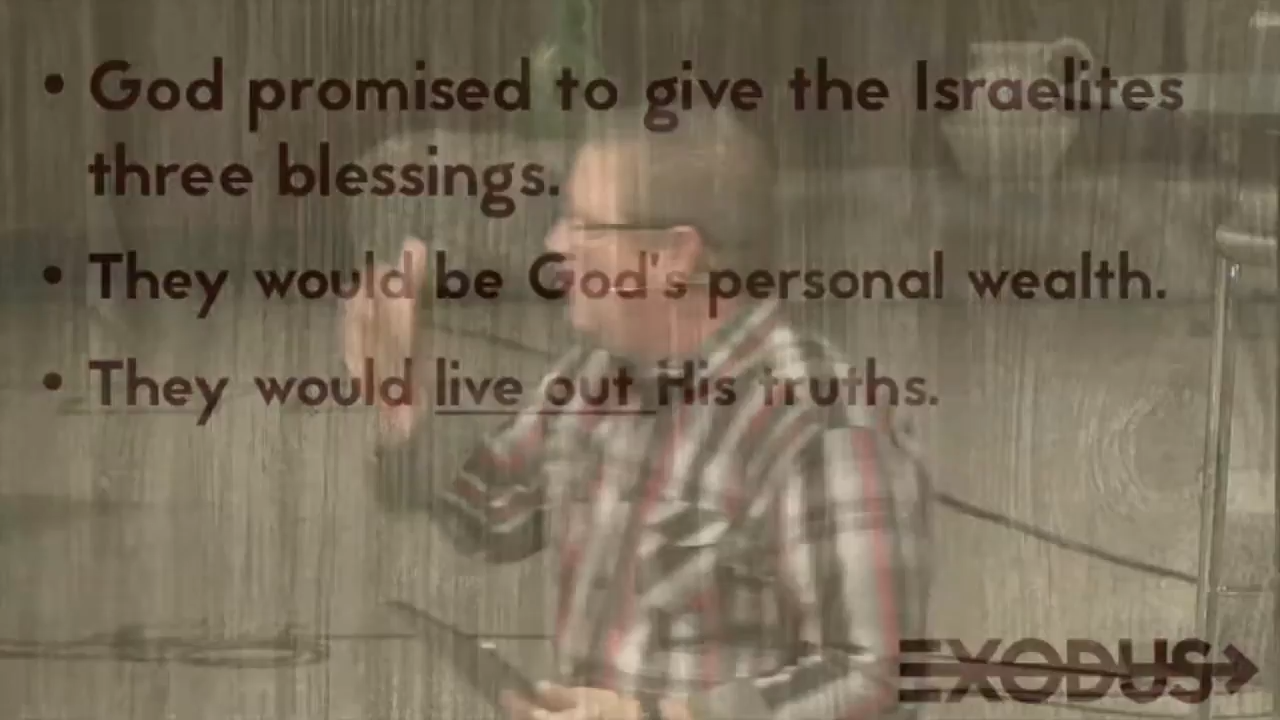 • God promised to give the Israelites
three blessings.
• They would be God's personal wealth.
• They would live out His truths.
EXODUS